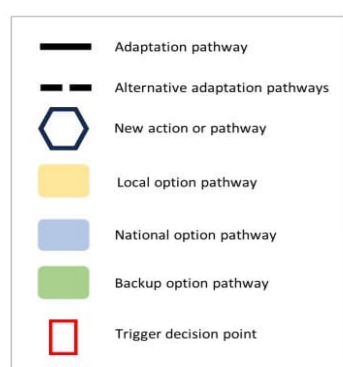 Adaptation pathway
Alternative adaptation pathways
New action or pathway
Local option pathway
National option pathway
Backup option pathway
Trigger decision point